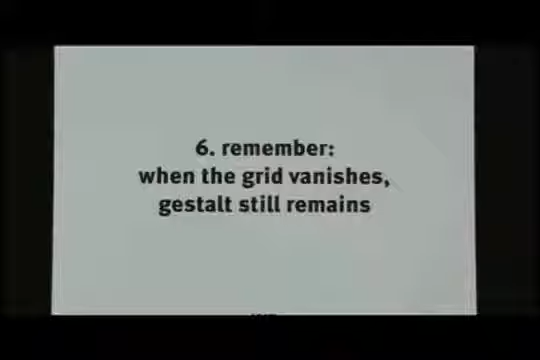 6. remember:
when the grid vanishes,
gestalt still remains